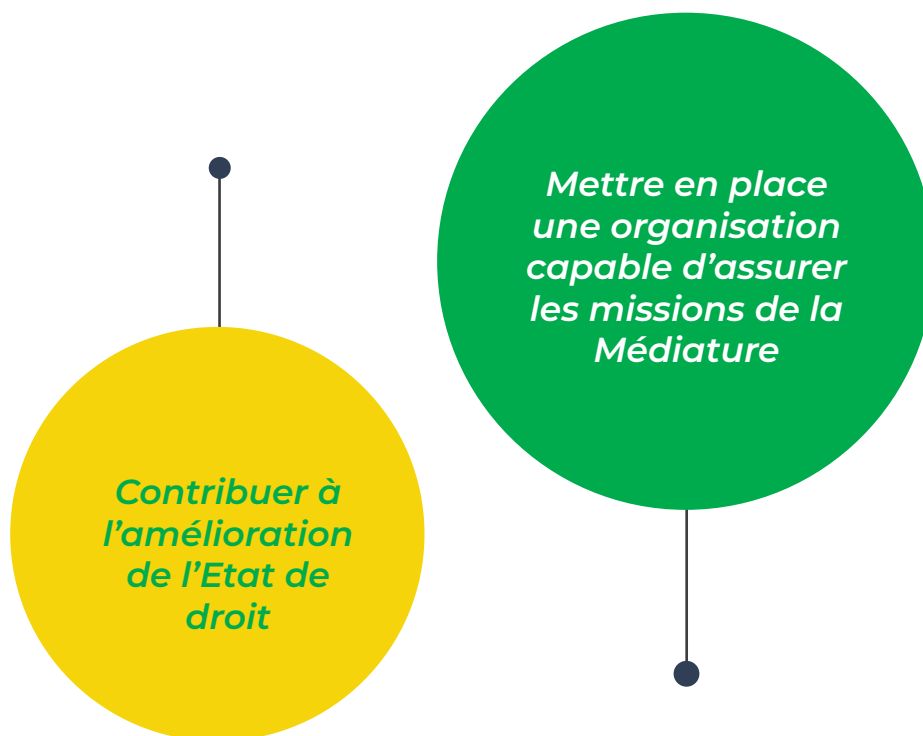 Contribuer à
l’amélioration
de l’Etat de
droit
Mettre en place
une organisation
capable d’assurer
les missions de la
Médiature